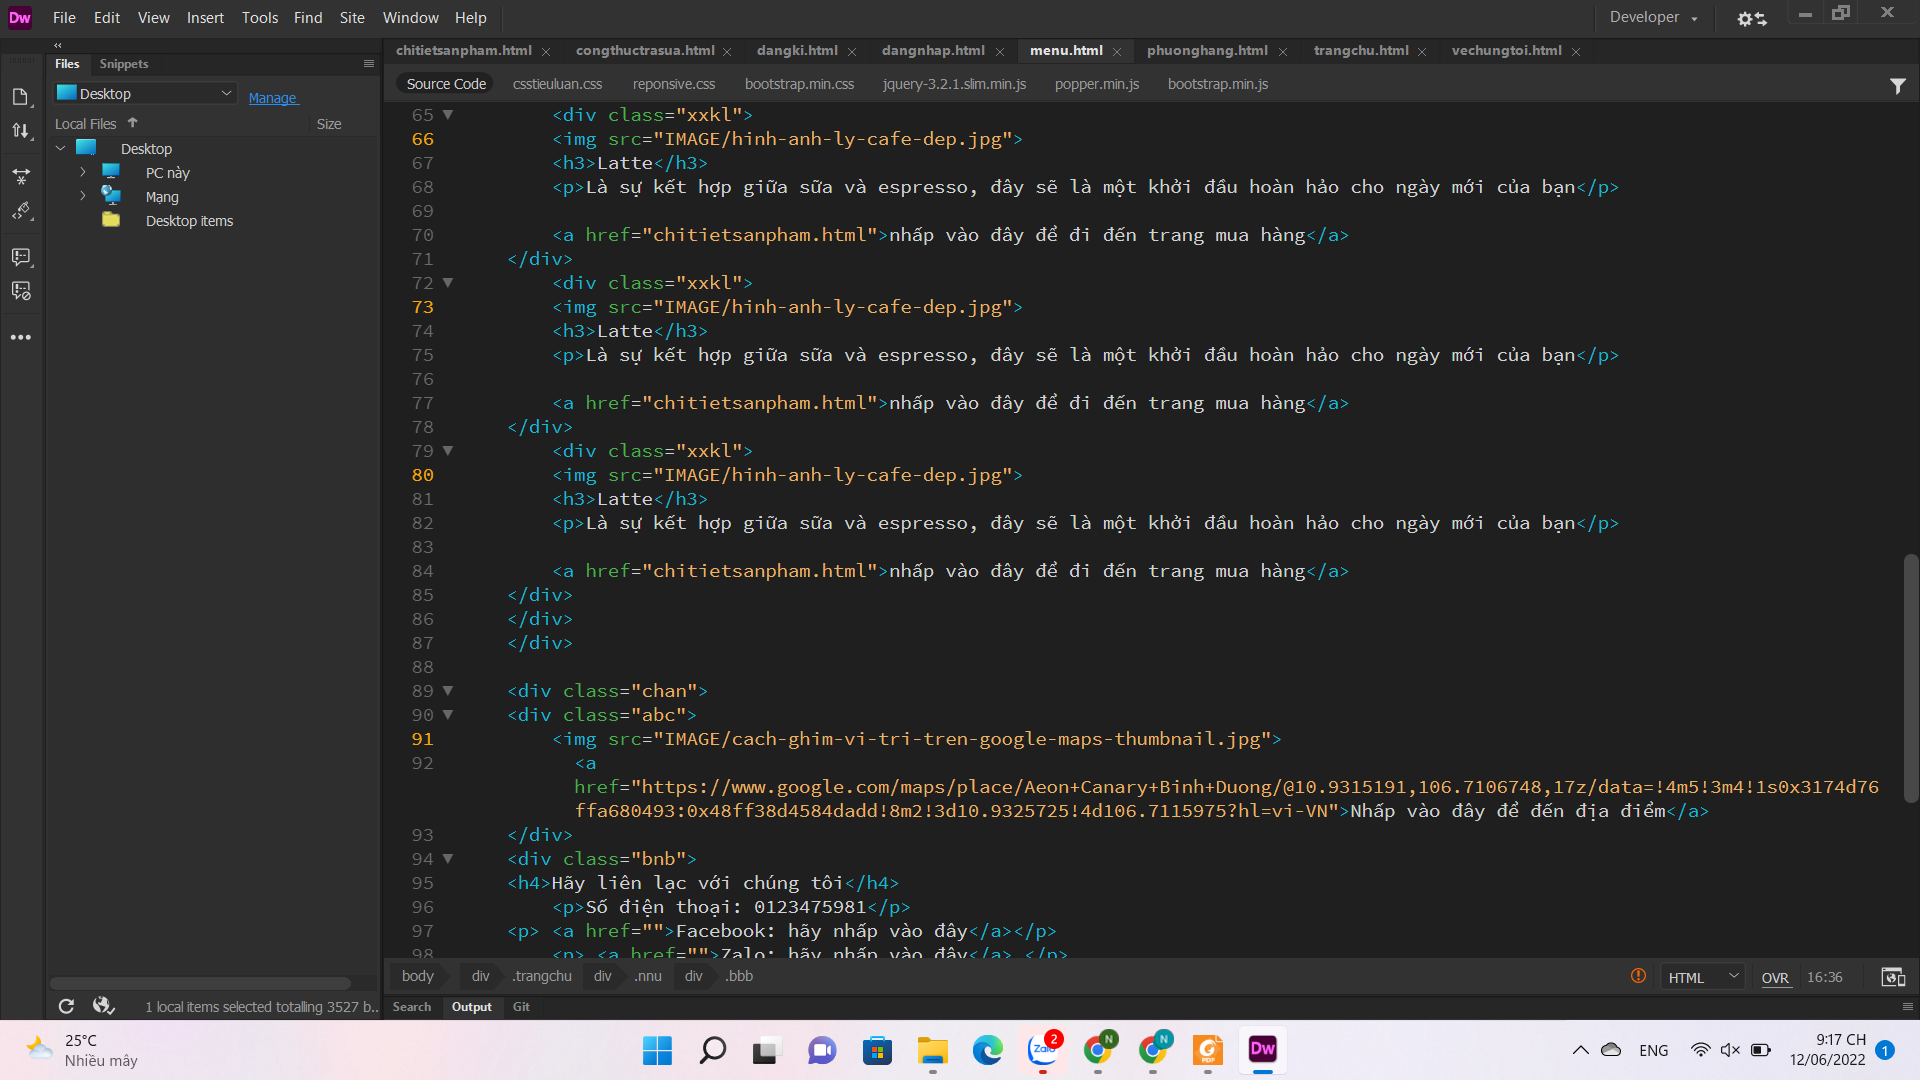 Dw File Edit View Insert Tools Find Site Window Help Developer
chitietsanpham.html congthuctrasua.html dangki.html dangnhap.html menu.html phuonghang.html trangchu.html vechungtoi.html
Files Snippets
Source Code csstieuluan.css reponsive.css bootstrap.min.css jquery-3.2.1.slim.min.js popper.min.js bootstrap.min.js
Desktop Manage
Local Files Size
Desktop
PC này
Mạng
Desktop items
65 <div class="xxkl">
66 <img src="IMAGE/hinh-anh-ly-cafe-dep.jpg">
67 <h3>Latte</h3>
68 <p>Là sự kết hợp giữa sữa và espresso, đây sẽ là một khởi đầu hoàn hảo cho ngày mới của bạn</p>
69
70 <a href="chitietsanpham.html">nhấp vào đây để đi đến trang mua hàng</a>
71 </div>
72 <div class="xxkl">
73 <img src="IMAGE/hinh-anh-ly-cafe-dep.jpg">
74 <h3>Latte</h3>
75 <p>Là sự kết hợp giữa sữa và espresso, đây sẽ là một khởi đầu hoàn hảo cho ngày mới của bạn</p>
76
77 <a href="chitietsanpham.html">nhấp vào đây để đi đến trang mua hàng</a>
78 </div>
79 <div class="xxkl">
80 <img src="IMAGE/hinh-anh-ly-cafe-dep.jpg">
81 <h3>Latte</h3>
82 <p>Là sự kết hợp giữa sữa và espresso, đây sẽ là một khởi đầu hoàn hảo cho ngày mới của bạn</p>
83
84 <a href="chitietsanpham.html">nhấp vào đây để đi đến trang mua hàng</a>
85 </div>
86 </div>
87 </div>
88
89 <div class="chan">
90 <div class="abc">
91 <img src="IMAGE/cach-ghim-vi-tri-tren-google-maps-thumbnail.jpg">
92 <a
href="https://www.google.com/maps/place/Aeon+Canary+Binh+Duong/@10.9315191,106.7106748,17z/data=!4m5!3m4!1s0x3174d76
ffa680493:0x48ff38d4584dadd!8m2!3d10.9325725!4d106.7115975?hl=vi-VN">Nhấp vào đây để đến địa điểm</a>
93 </div>
94 <div class="bnb">
95 <h4>Hãy liên lạc với chúng tôi</h4>
96 <p>Số điện thoại: 0123475981</p>
97 <p> <a href="">Facebook: hãy nhấp vào đây</a></p>
98 <p> <a href="">Zalo: hãy nhấp vào đây</a> </p>
body div .trangchu div .nnu div .bbb HTML OVR 16:36
1 local items selected totalling 3527 b...
Search Output Git
25°C
Nhiều mây
Zalo 2 N N PDF Dw
ENG
9:17 CH
12/06/2022
1